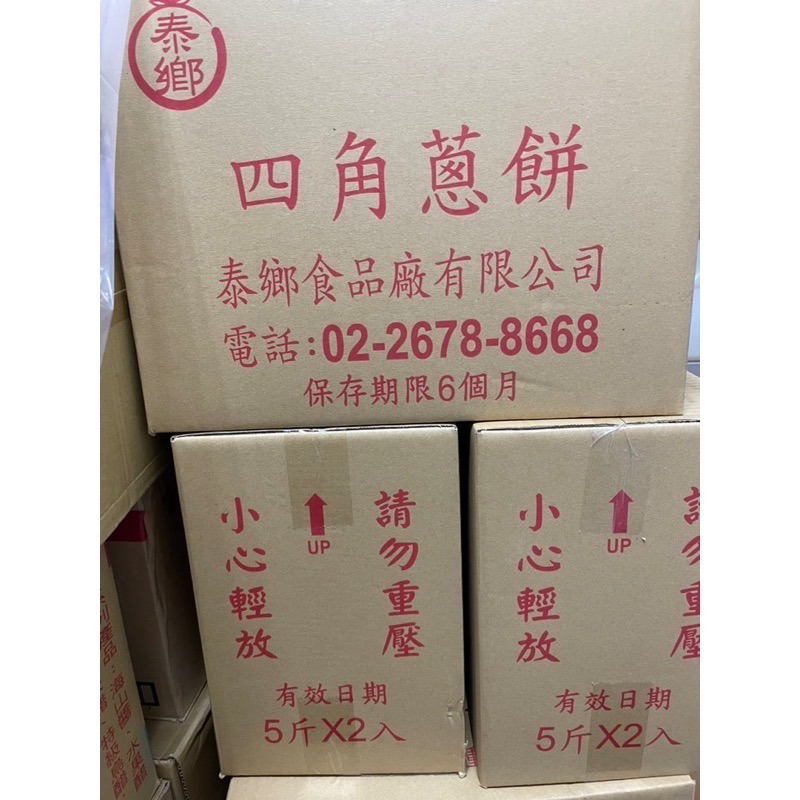 泰鄉
四角蔥餅
泰鄉食品廠有限公司
電話:02-2678-8668
保存期限6個月
請勿重壓
UP
小心輕放
有效日期
5斤X2入
請勿重壓
UP
小心輕放
有效日期
5斤X2入